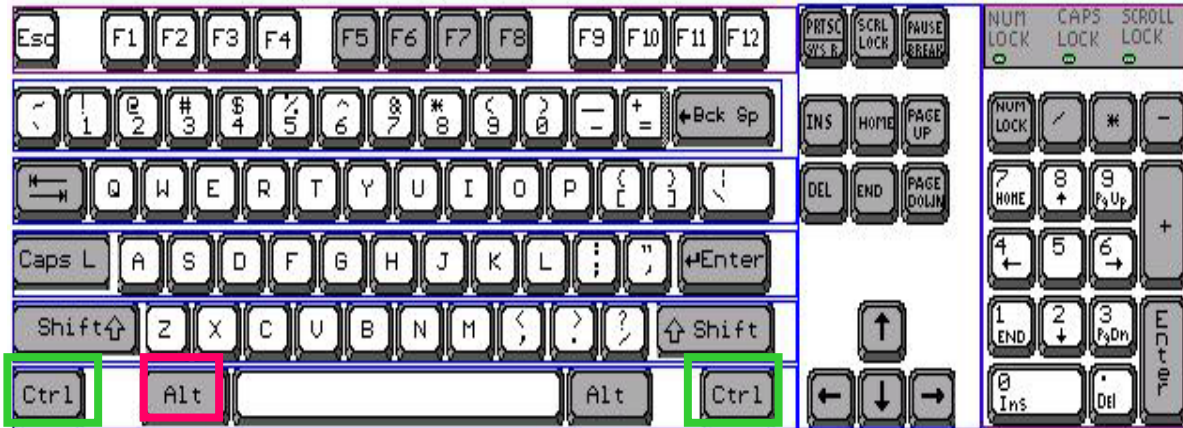 Esc F1 F2 F3 F4 F5 F6 F7 F8 F9 F10 F11 F12 PRTSC SYS R SCRL LOCK PAUSE BREAK NUM LOCK CAPS LOCK SCROLL LOCK
~ ` ! 1 @ 2 # 3 $ 4 % 5 ^ 6 & 7 * 8 ( 9 ) 0 — - + = ←Bck Sp INS HOME PAGE UP NUM LOCK / * -
Q W E R T Y U I O P { [ } ] ¦ \ DEL END PAGE DOWN 7 HOME 8 ↑ 9 PgUp +
Caps L A S D F G H J K L : ; " , ↵Enter 4 ← 5 6 →
Shift⇧ Z X C V B N M < , > . ? / ⇧ Shift ↑ 1 END 2 ↓ 3 PgDn Enter
Ctrl Alt Alt Ctrl ← ↓ → 0 Ins . Del